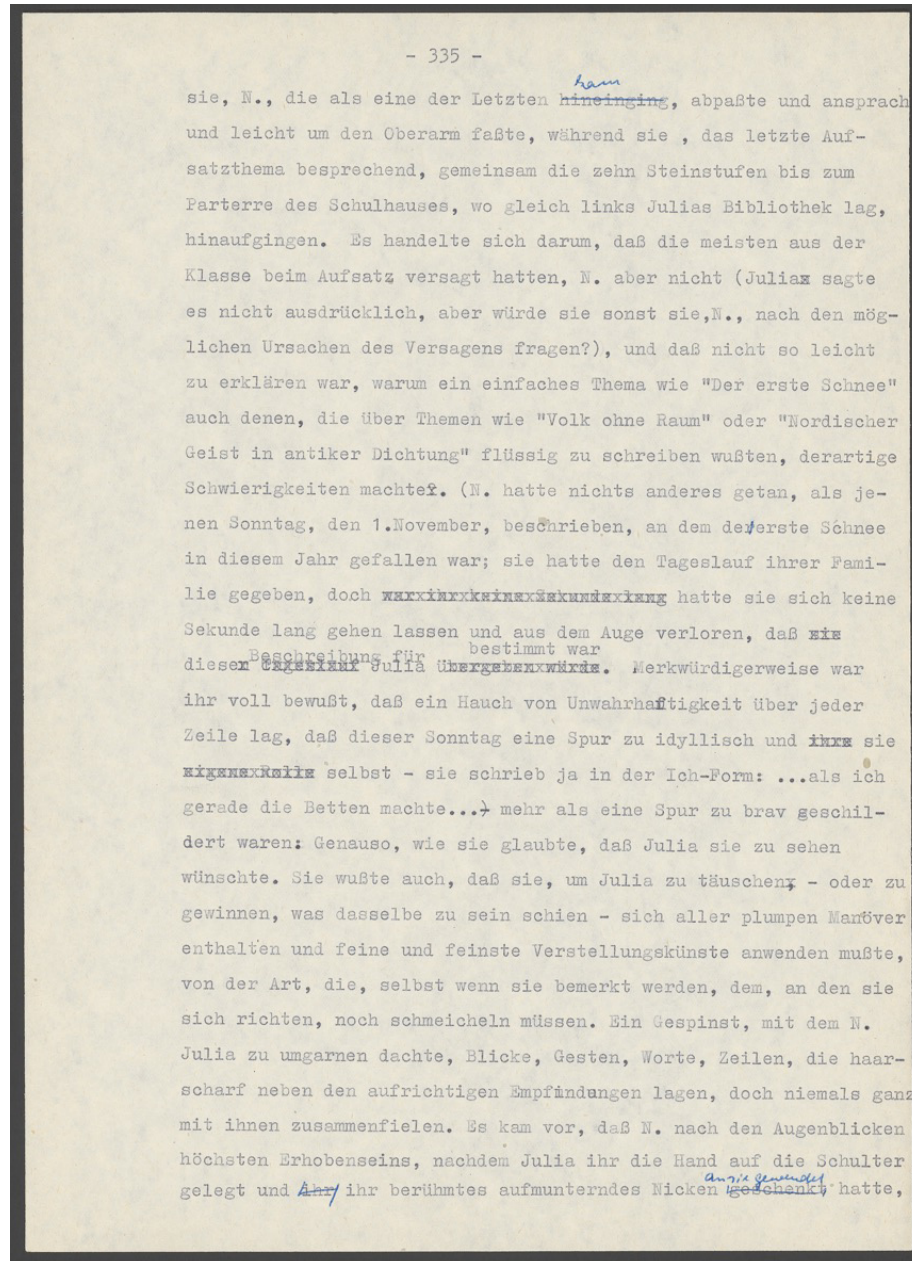 - 335 -
kam
sie, N., die als eine der Letzten hineinging, abpaßte und ansprach
und leicht um den Oberarm faßte, während sie , das letzte Auf-
satzthema besprechend, gemeinsam die zehn Steinstufen bis zum
Parterre des Schulhauses, wo gleich links Julias Bibliothek lag,
hinaufgingen. Es handelte sich darum, daß die meisten aus der
Klasse beim Aufsatz versagt hatten, N. aber nicht (Juliax sagte
es nicht ausdrücklich, aber würde sie sonst sie,N., nach den mög-
lichen Ursachen des Versagens fragen?), und daß nicht so leicht
zu erklären war, warum ein einfaches Thema wie "Der erste Schnee"
auch denen, die über Themen wie "Volk ohne Raum" oder "Nordischer
Geist in antiker Dichtung" flüssig zu schreiben wußten, derartige
Schwierigkeiten machte. (N. hatte nichts anderes getan, als je-
nen Sonntag, den 1.November, beschrieben, an dem der erste Schnee
in diesem Jahr gefallen war; sie hatte den Tageslauf ihrer Fami-
lie gegeben, doch war ihr keine Sekunde lang hatte sie sich keine
Sekunde lang gehen lassen und aus dem Auge verloren, daß sie
Beschreibung für bestimmt war
dieser Tageslauf Julia übergeben würde. Merkwürdigerweise war
ihr voll bewußt, daß ein Hauch von Unwahrhaftigkeit über jeder
Zeile lag, daß dieser Sonntag eine Spur zu idyllisch und ihre sie
eigene Rolle selbst - sie schrieb ja in der Ich-Form: ...als ich
gerade die Betten machte...) mehr als eine Spur zu brav geschil-
dert waren: Genauso, wie sie glaubte, daß Julia sie zu sehen
wünschte. Sie wußte auch, daß sie, um Julia zu täuschen, - oder zu
gewinnen, was dasselbe zu sein schien - sich aller plumpen Manöver
enthalten und feine und feinste Verstellungskünste anwenden mußte,
von der Art, die, selbst wenn sie bemerkt werden, dem, an den sie
sich richten, noch schmeicheln müssen. Ein Gespinst, mit dem N.
Julia zu umgarnen dachte, Blicke, Gesten, Worte, Zeilen, die haar-
scharf neben den aufrichtigen Empfindungen lagen, doch niemals ganz
mit ihnen zusammenfielen. Es kam vor, daß N. nach den Augenblicken
höchsten Erhobenseins, nachdem Julia ihr die Hand auf die Schulter
an sie gewendet
gelegt und ihr ihr berühmtes aufmunterndes Nicken geschenkt hatte,